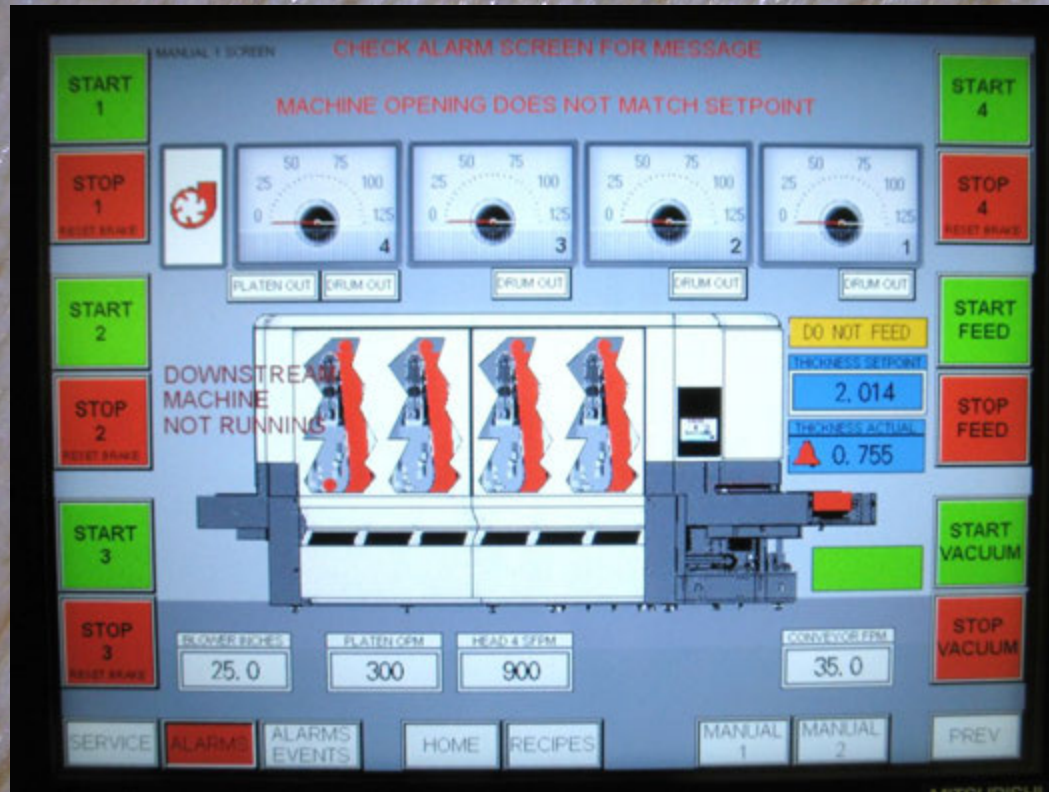 MANUAL 1 SCREEN
CHECK ALARM SCREEN FOR MESSAGE
MACHINE OPENING DOES NOT MATCH SETPOINT
START 1
STOP 1
RESET BRAKE
START 2
STOP 2
RESET BRAKE
START 3
STOP 3
RESET BRAKE
0 25 50 75 100 125
4
0 25 50 75 100 125
3
0 25 50 75 100 125
2
0 25 50 75 100 125
1
PLATEN OUT
DRUM OUT
DRUM OUT
DRUM OUT
DRUM OUT
DOWNSTREAM
MACHINE
NOT RUNNING
DO NOT FEED
THICKNESS SETPOINT
2.014
THICKNESS ACTUAL
0.755
START 4
STOP 4
RESET BRAKE
START FEED
STOP FEED
START VACUUM
STOP VACUUM
BLOWER INCHES
25.0
PLATEN OPM
300
HEAD 4 SFPM
900
CONVEYOR FPM
35.0
SERVICE
ALARMS
ALARMS EVENTS
HOME
RECIPES
MANUAL 1
MANUAL 2
PREV
MITSUBISHI